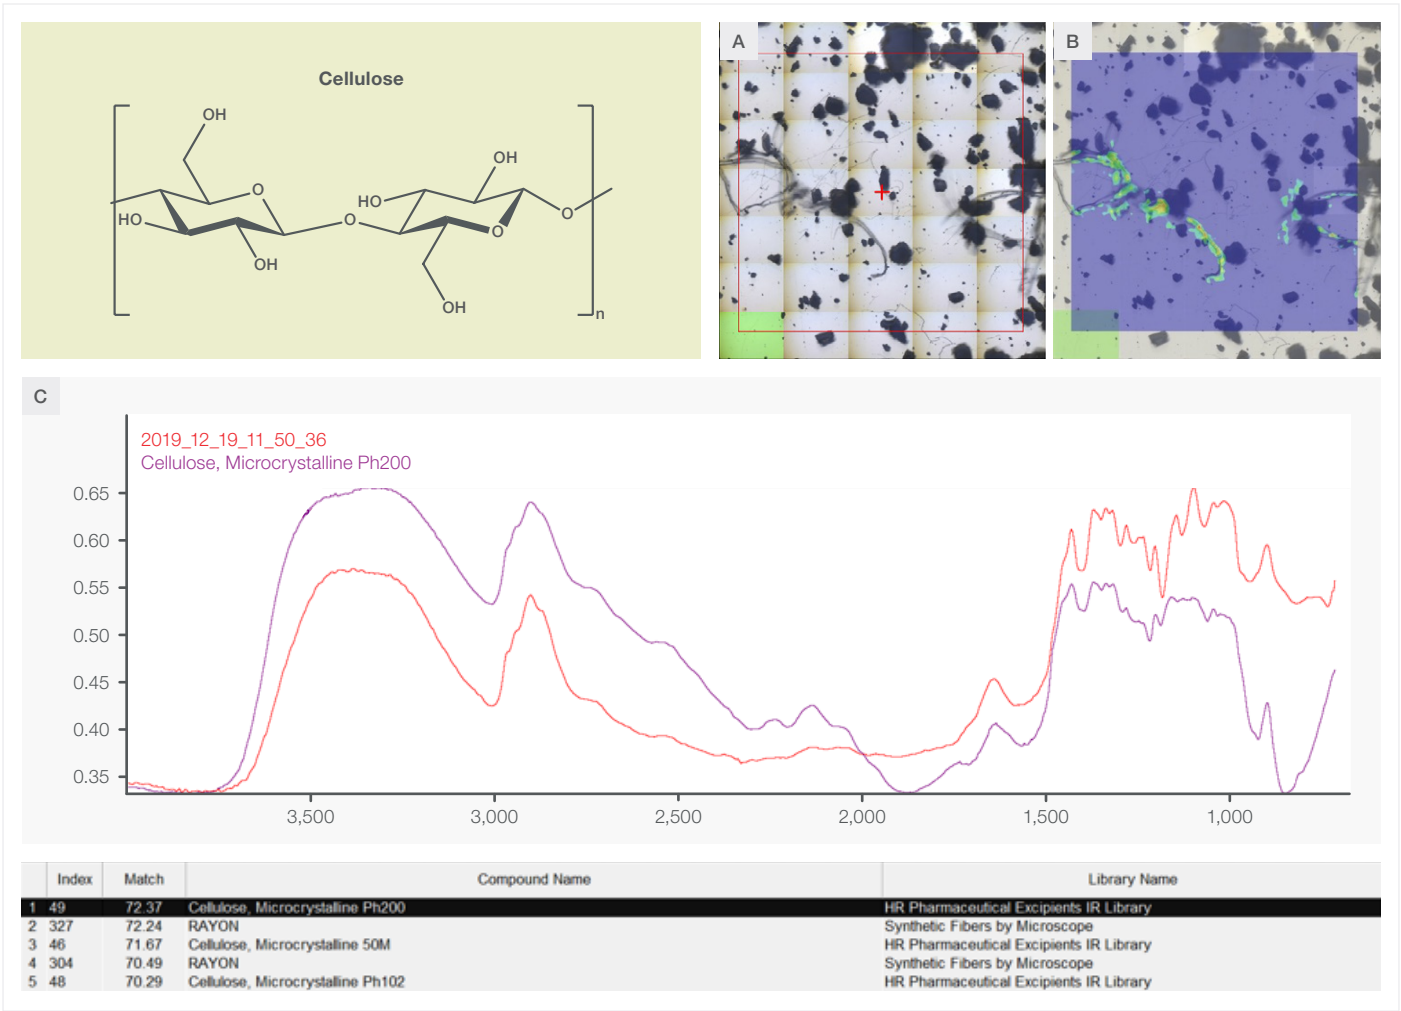 Cellulose
OH
OH
O
HO
HO
O
O
O
OH
OH
n
A
B
C
2019_12_19_11_50_36
Cellulose, Microcrystalline Ph200
0.65
0.60
0.55
0.50
0.45
0.40
0.35
3,500 3,000 2,500 2,000 1,500 1,000
Index Match Compound Name Library Name
1 49 72.37 Cellulose, Microcrystalline Ph200 HR Pharmaceutical Excipients IR Library
2 327 72.24 RAYON Synthetic Fibers by Microscope
3 46 71.67 Cellulose, Microcrystalline 50M HR Pharmaceutical Excipients IR Library
4 304 70.49 RAYON Synthetic Fibers by Microscope
5 48 70.29 Cellulose, Microcrystalline Ph102 HR Pharmaceutical Excipients IR Library